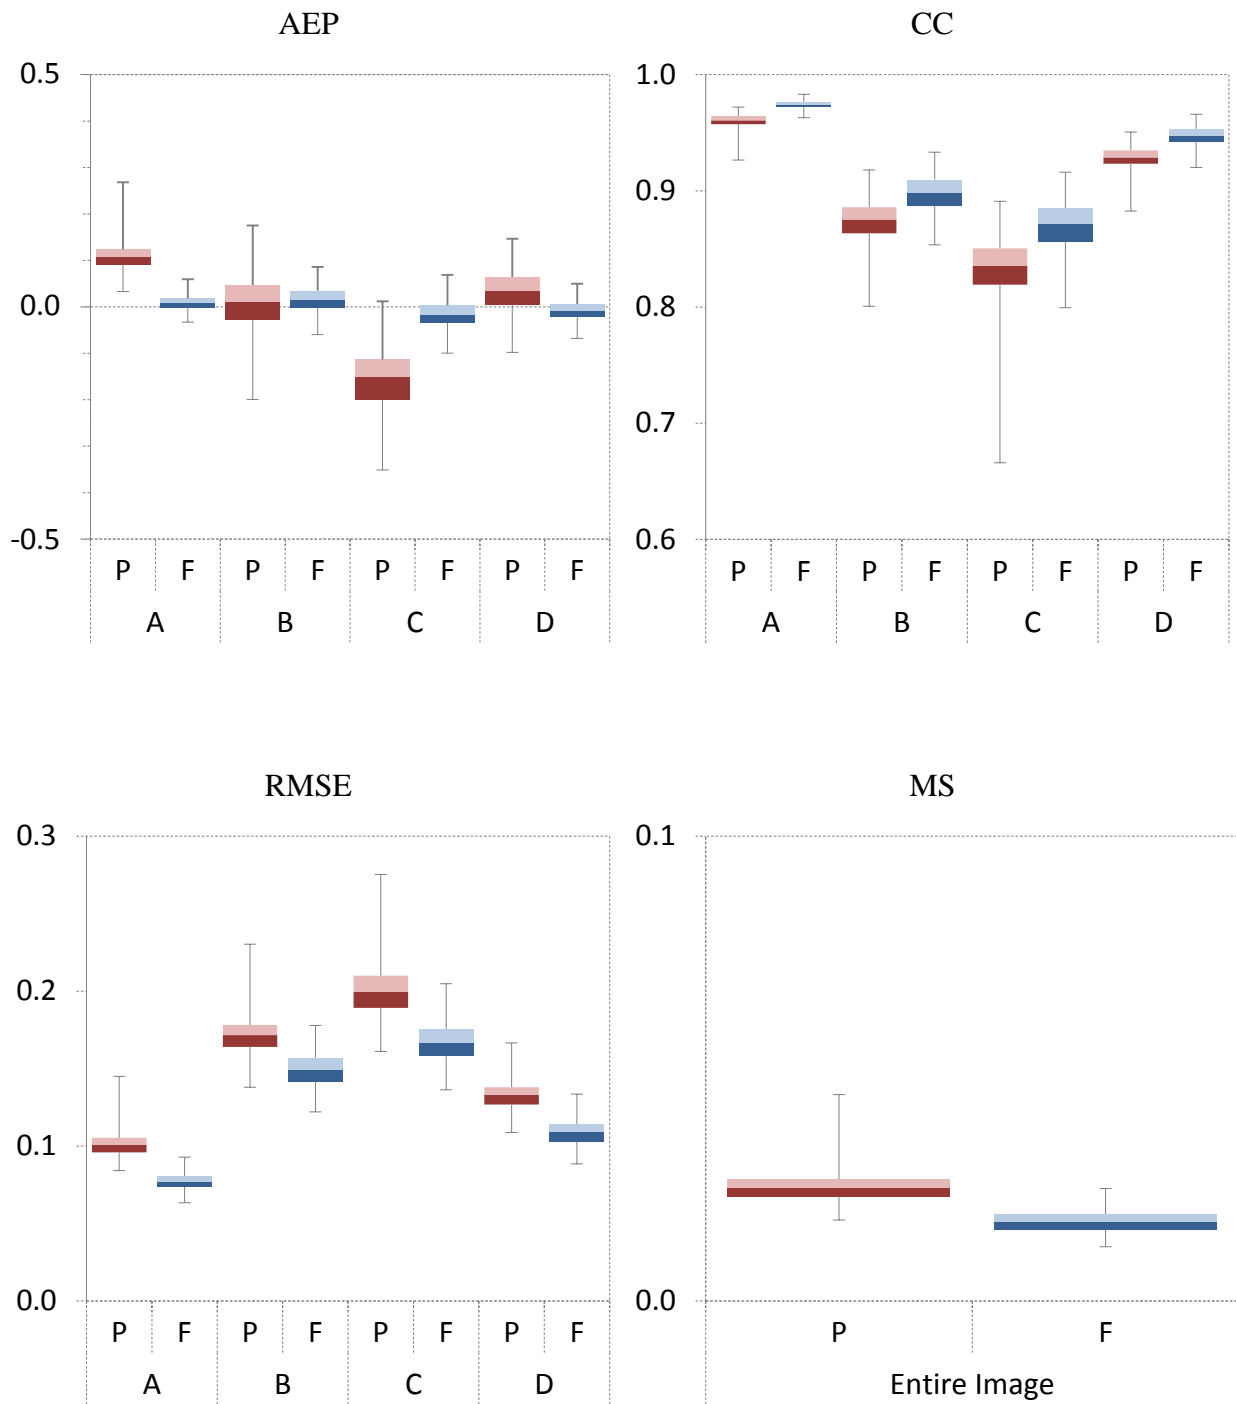 AEP
0.5
0.0
-0.5
P F P F P F P F
A B C D
CC
1.0
0.9
0.8
0.7
0.6
P F P F P F P F
A B C D
RMSE
0.3
0.2
0.1
0.0
P F P F P F P F
A B C D
MS
0.1
0.0
P F
Entire Image